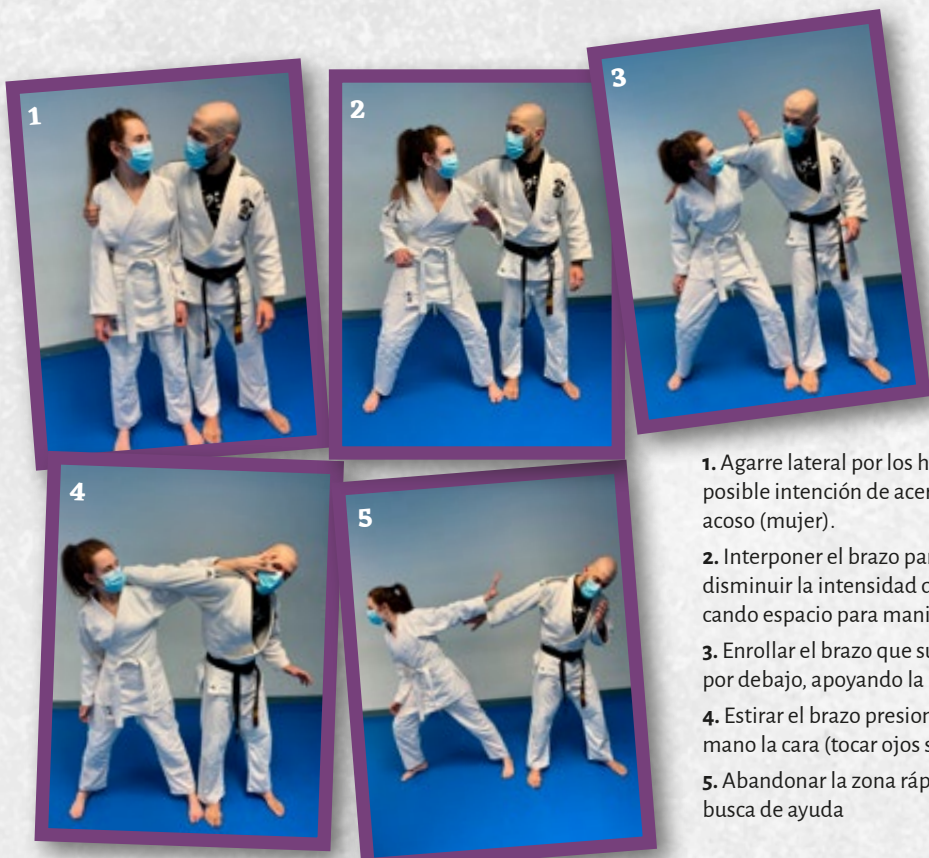 1
2
3
4
5
1. Agarre lateral por los
posible intención de
acoso (mujer).
2. Interponer el brazo
disminuir la intensidad
cando espacio para
3. Enrollar el brazo que
por debajo, apoyando la
4. Estirar el brazo
mano la cara (tocar ojos
5. Abandonar la zona
busca de ayuda